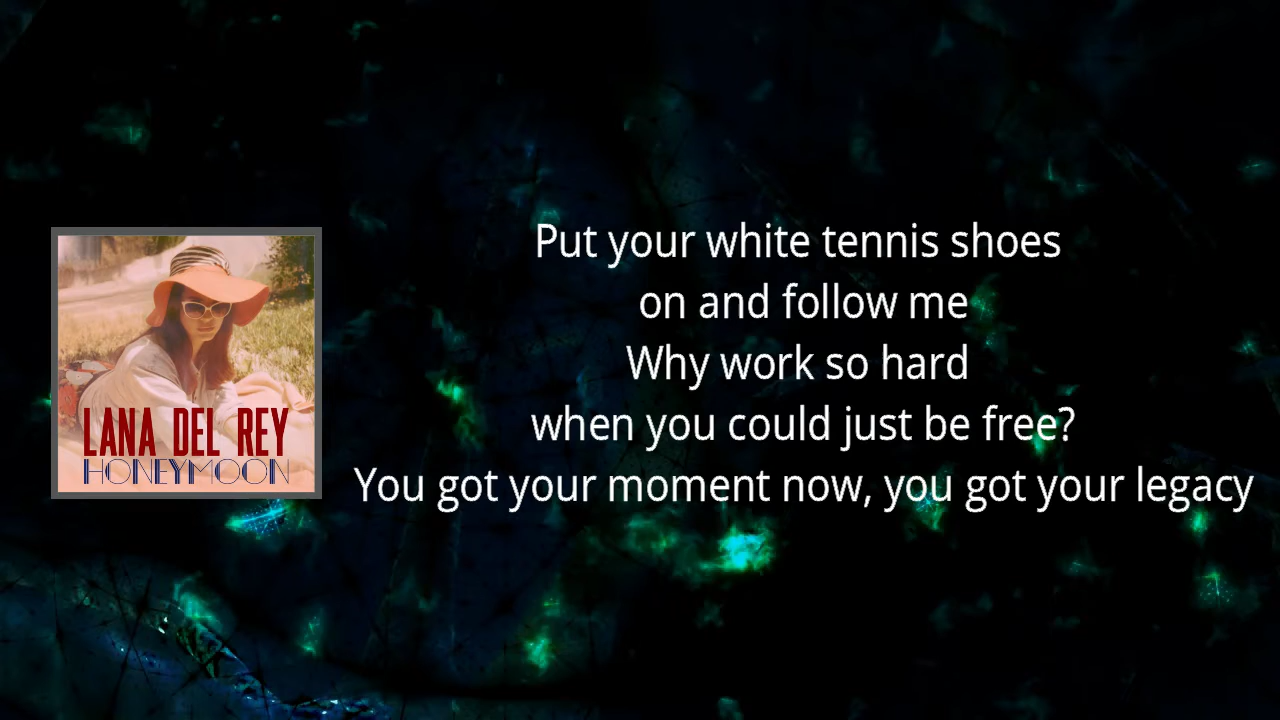 LANA DEL REY
HONEYMOON
Put your white tennis shoes
on and follow me
Why work so hard
when you could just be free?
You got your moment now, you got your legacy